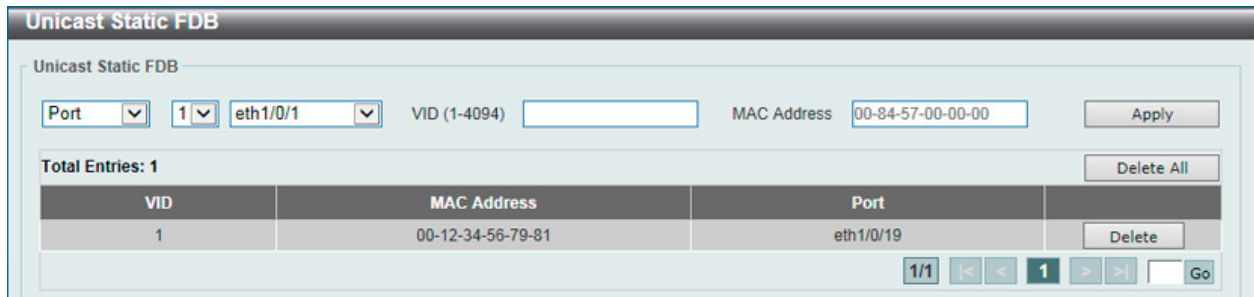 Unicast Static FDB
Unicast Static FDB
Port 1 eth1/0/1 VID (1-4094) MAC Address 00-84-57-00-00-00 Apply
Total Entries: 1 Delete All
VID MAC Address Port
1 00-12-34-56-79-81 eth1/0/19 Delete
1/1 |< < 1 > >| Go